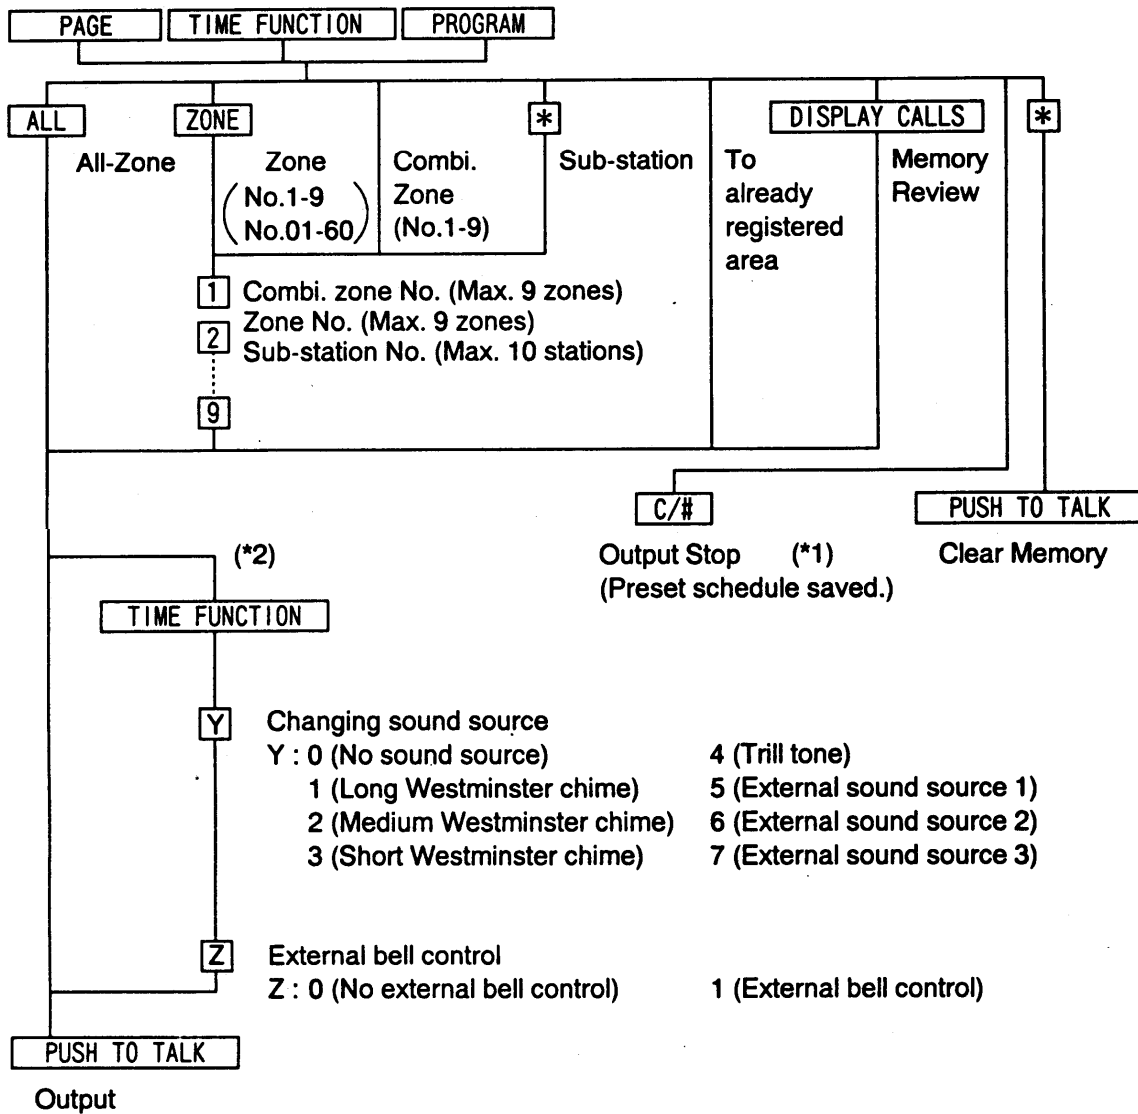 PAGE TIME FUNCTION PROGRAM
ALL ZONE * DISPLAY CALLS *
All-Zone Zone Combi. Sub-station To Memory
(No.1-9 Zone already Review
No.01-60) (No.1-9) registered
area
1 Combi. zone No. (Max. 9 zones)
Zone No. (Max. 9 zones)
2
Sub-station No. (Max. 10 stations)
9
C/# PUSH TO TALK
Output Stop (*1) Clear Memory
(*2)
(Preset schedule saved.)
TIME FUNCTION
Y Changing sound source
Y : 0 (No sound source) 4 (Trill tone)
1 (Long Westminster chime) 5 (External sound source 1)
2 (Medium Westminster chime) 6 (External sound source 2)
3 (Short Westminster chime) 7 (External sound source 3)
Z External bell control
Z : 0 (No external bell control) 1 (External bell control)
PUSH TO TALK
Output